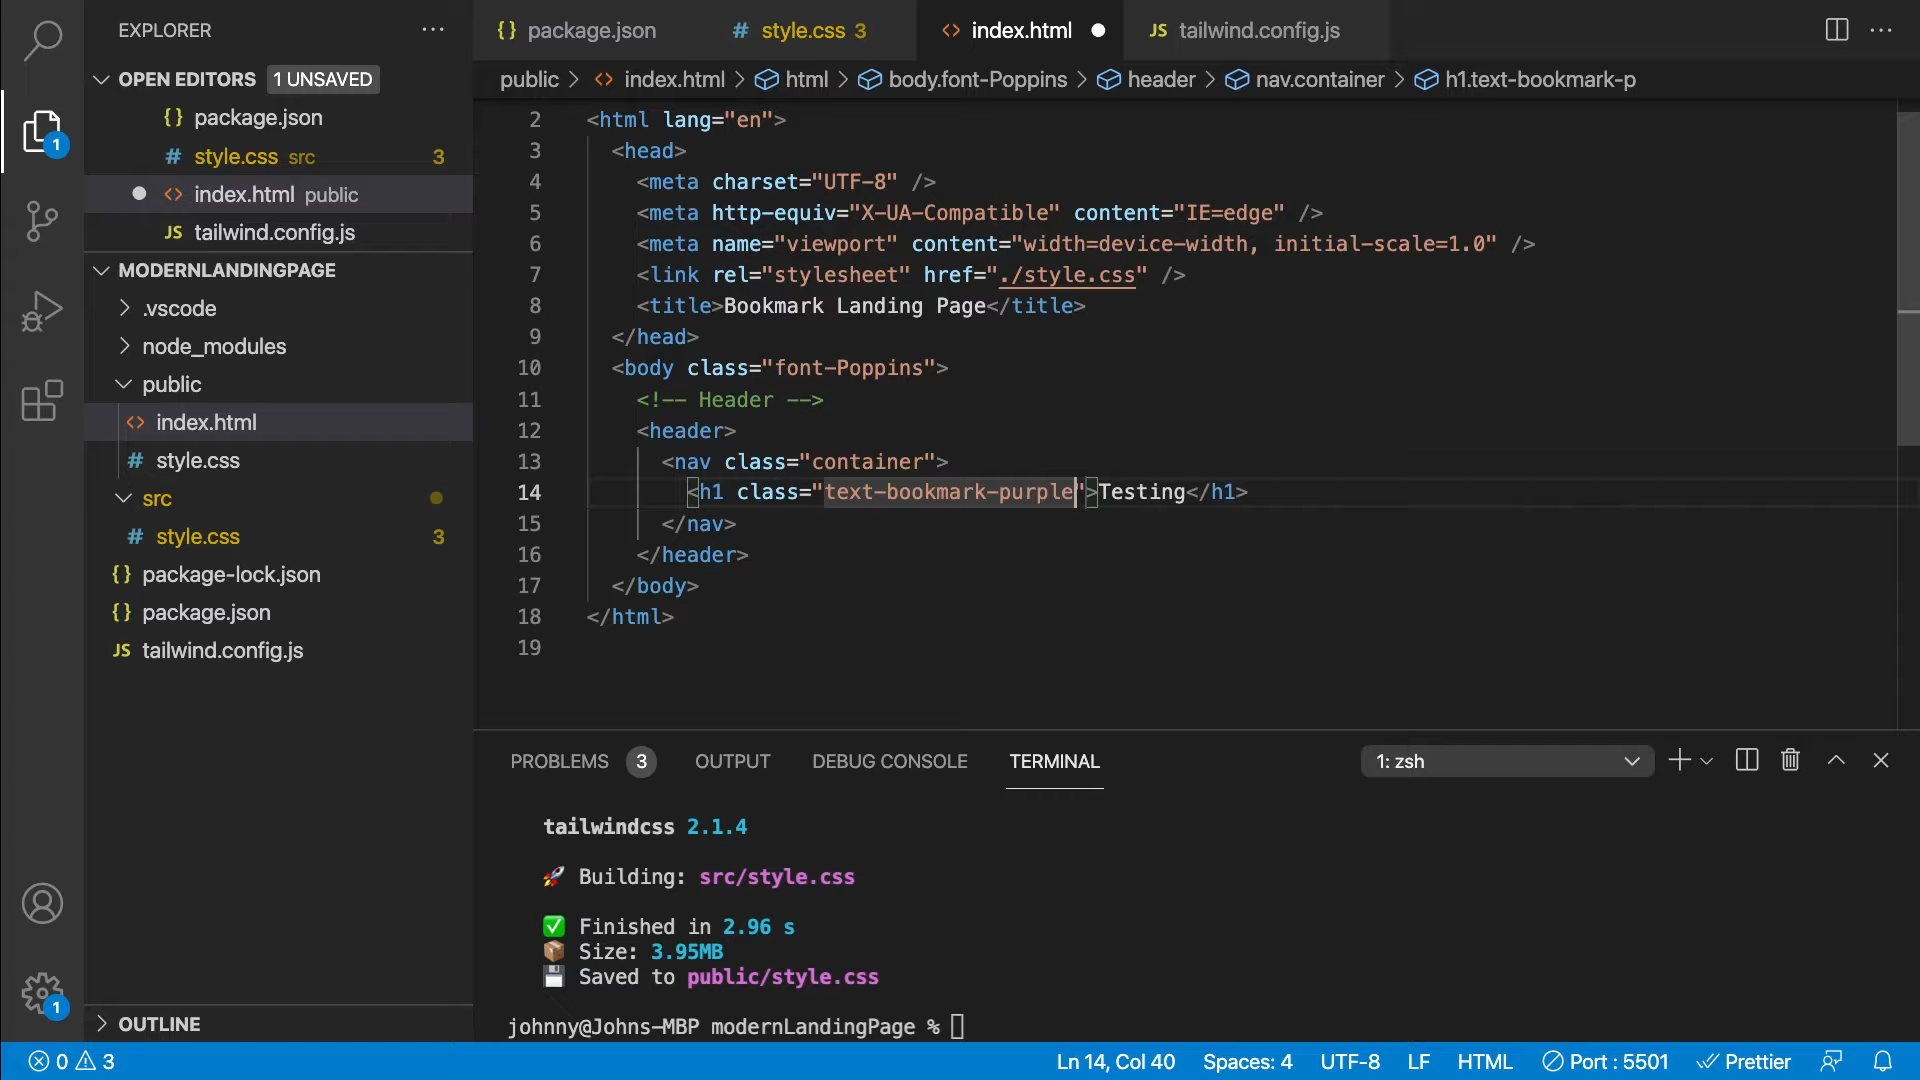 EXPLORER
OPEN EDITORS 1 UNSAVED
{} package.json
# style.css src 3
<> index.html public
JS tailwind.config.js
MODERNLANDINGPAGE
.vscode
node_modules
public
<> index.html
# style.css
src
# style.css 3
{} package-lock.json
{} package.json
JS tailwind.config.js
OUTLINE
1
1
{} package.json # style.css 3 <> index.html JS tailwind.config.js
public > <> index.html > html > body.font-Poppins > header > nav.container > h1.text-bookmark-p
2 <html lang="en">
3 <head>
4 <meta charset="UTF-8" />
5 <meta http-equiv="X-UA-Compatible" content="IE=edge" />
6 <meta name="viewport" content="width=device-width, initial-scale=1.0" />
7 <link rel="stylesheet" href="./style.css" />
8 <title>Bookmark Landing Page</title>
9 </head>
10 <body class="font-Poppins">
11 <!-- Header -->
12 <header>
13 <nav class="container">
14 <h1 class="text-bookmark-purple">Testing</h1>
15 </nav>
16 </header>
17 </body>
18 </html>
19
PROBLEMS 3 OUTPUT DEBUG CONSOLE TERMINAL 1: zsh
tailwindcss 2.1.4
🚀 Building: src/style.css
✅ Finished in 2.96 s
📦 Size: 3.95MB
💾 Saved to public/style.css
johnny@Johns-MBP modernLandingPage %
0 3 Ln 14, Col 40 Spaces: 4 UTF-8 LF HTML Port : 5501 Prettier